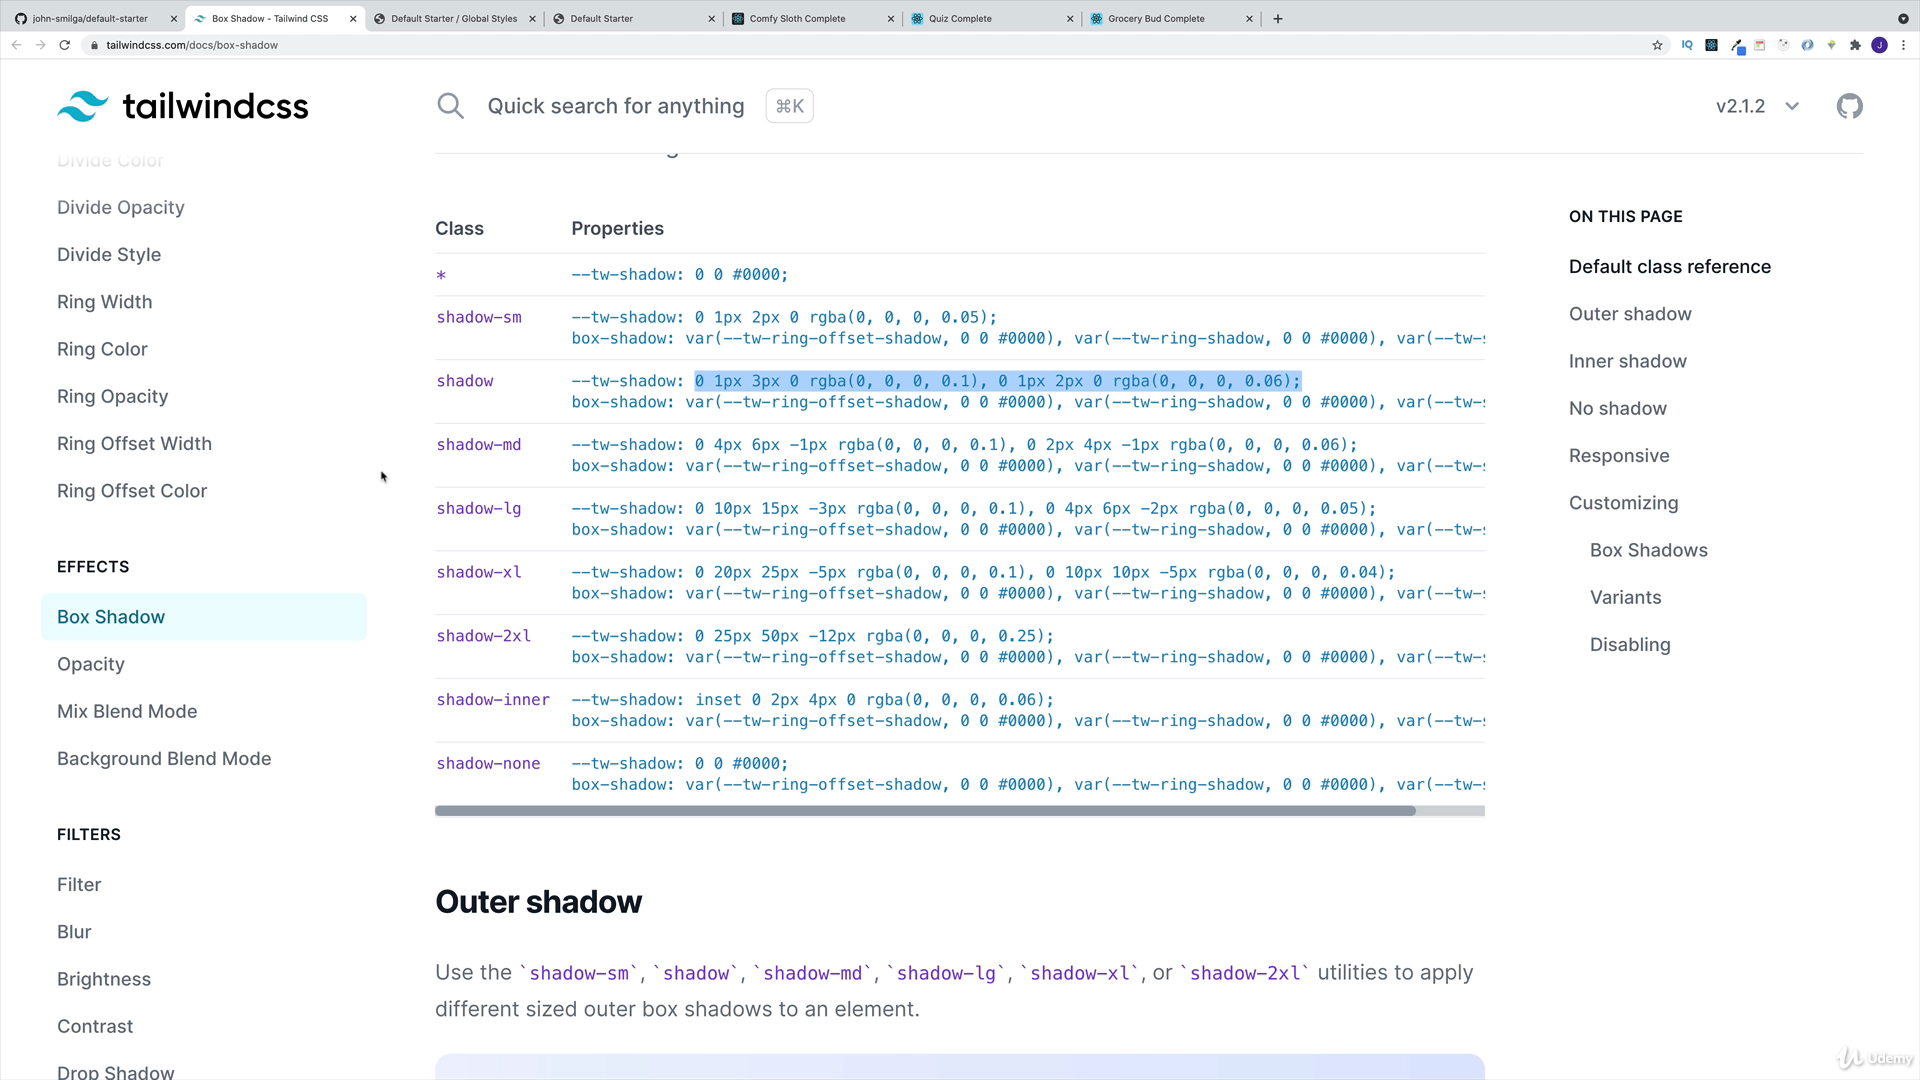 john-smilga/default-starter
Box Shadow - Tailwind CSS
Default Starter / Global Styles
Default Starter
Comfy Sloth Complete
Quiz Complete
Grocery Bud Complete
tailwindcss.com/docs/box-shadow
IQ
J
tailwindcss
Quick search for anything
⌘K
v2.1.2
Divide Color
Divide Opacity
Divide Style
Ring Width
Ring Color
Ring Opacity
Ring Offset Width
Ring Offset Color
EFFECTS
Box Shadow
Opacity
Mix Blend Mode
Background Blend Mode
FILTERS
Filter
Blur
Brightness
Contrast
Drop Shadow
Class Properties
* --tw-shadow: 0 0 #0000;
shadow-sm --tw-shadow: 0 1px 2px 0 rgba(0, 0, 0, 0.05);
box-shadow: var(--tw-ring-offset-shadow, 0 0 #0000), var(--tw-ring-shadow, 0 0 #0000), var(--tw-s
shadow --tw-shadow: 0 1px 3px 0 rgba(0, 0, 0, 0.1), 0 1px 2px 0 rgba(0, 0, 0, 0.06);
box-shadow: var(--tw-ring-offset-shadow, 0 0 #0000), var(--tw-ring-shadow, 0 0 #0000), var(--tw-s
shadow-md --tw-shadow: 0 4px 6px -1px rgba(0, 0, 0, 0.1), 0 2px 4px -1px rgba(0, 0, 0, 0.06);
box-shadow: var(--tw-ring-offset-shadow, 0 0 #0000), var(--tw-ring-shadow, 0 0 #0000), var(--tw-s
shadow-lg --tw-shadow: 0 10px 15px -3px rgba(0, 0, 0, 0.1), 0 4px 6px -2px rgba(0, 0, 0, 0.05);
box-shadow: var(--tw-ring-offset-shadow, 0 0 #0000), var(--tw-ring-shadow, 0 0 #0000), var(--tw-s
shadow-xl --tw-shadow: 0 20px 25px -5px rgba(0, 0, 0, 0.1), 0 10px 10px -5px rgba(0, 0, 0, 0.04);
box-shadow: var(--tw-ring-offset-shadow, 0 0 #0000), var(--tw-ring-shadow, 0 0 #0000), var(--tw-s
shadow-2xl --tw-shadow: 0 25px 50px -12px rgba(0, 0, 0, 0.25);
box-shadow: var(--tw-ring-offset-shadow, 0 0 #0000), var(--tw-ring-shadow, 0 0 #0000), var(--tw-s
shadow-inner --tw-shadow: inset 0 2px 4px 0 rgba(0, 0, 0, 0.06);
box-shadow: var(--tw-ring-offset-shadow, 0 0 #0000), var(--tw-ring-shadow, 0 0 #0000), var(--tw-s
shadow-none --tw-shadow: 0 0 #0000;
box-shadow: var(--tw-ring-offset-shadow, 0 0 #0000), var(--tw-ring-shadow, 0 0 #0000), var(--tw-s
Outer shadow
Use the `shadow-sm`, `shadow`, `shadow-md`, `shadow-lg`, `shadow-xl`, or `shadow-2xl` utilities to apply
different sized outer box shadows to an element.
ON THIS PAGE
Default class reference
Outer shadow
Inner shadow
No shadow
Responsive
Customizing
Box Shadows
Variants
Disabling
Udemy